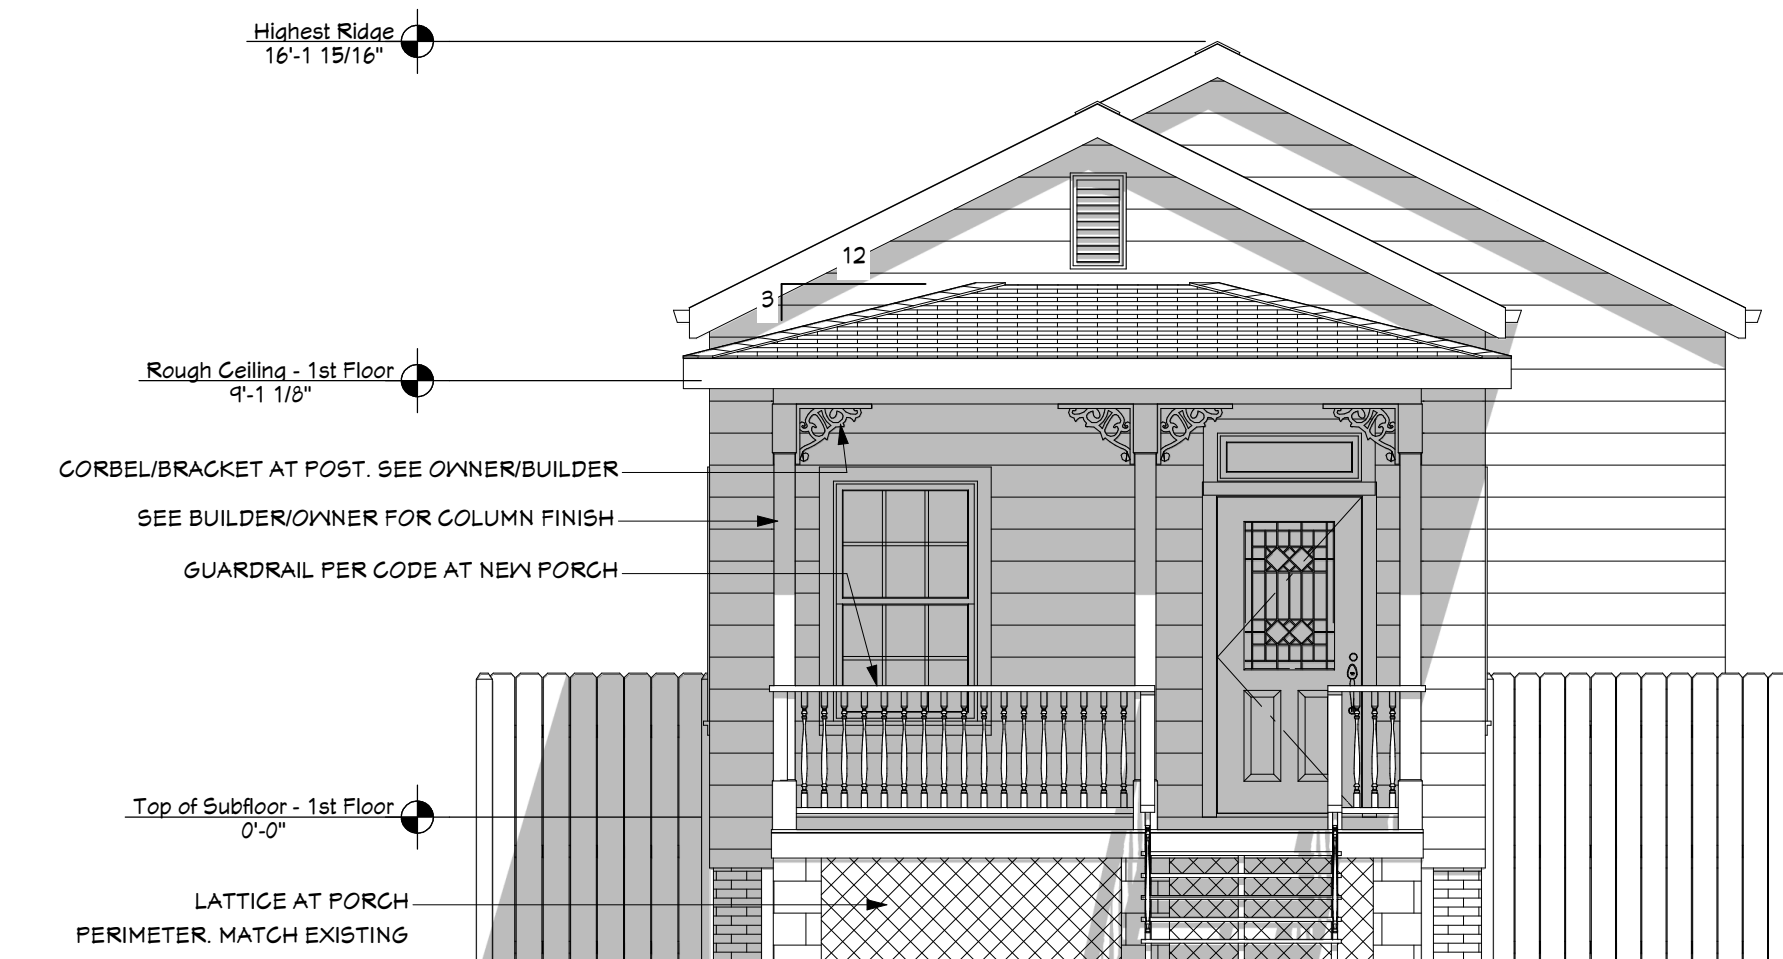 Highest Ridge
16'-1 15/16"
12
3
Rough Ceiling - 1st Floor
9'-1 1/8"
CORBEL/BRACKET AT POST. SEE OWNER/BUILDER
SEE BUILDER/OWNER FOR COLUMN FINISH
GUARDRAIL PER CODE AT NEW PORCH
Top of Subfloor - 1st Floor
0'-0"
LATTICE AT PORCH
PERIMETER. MATCH EXISTING